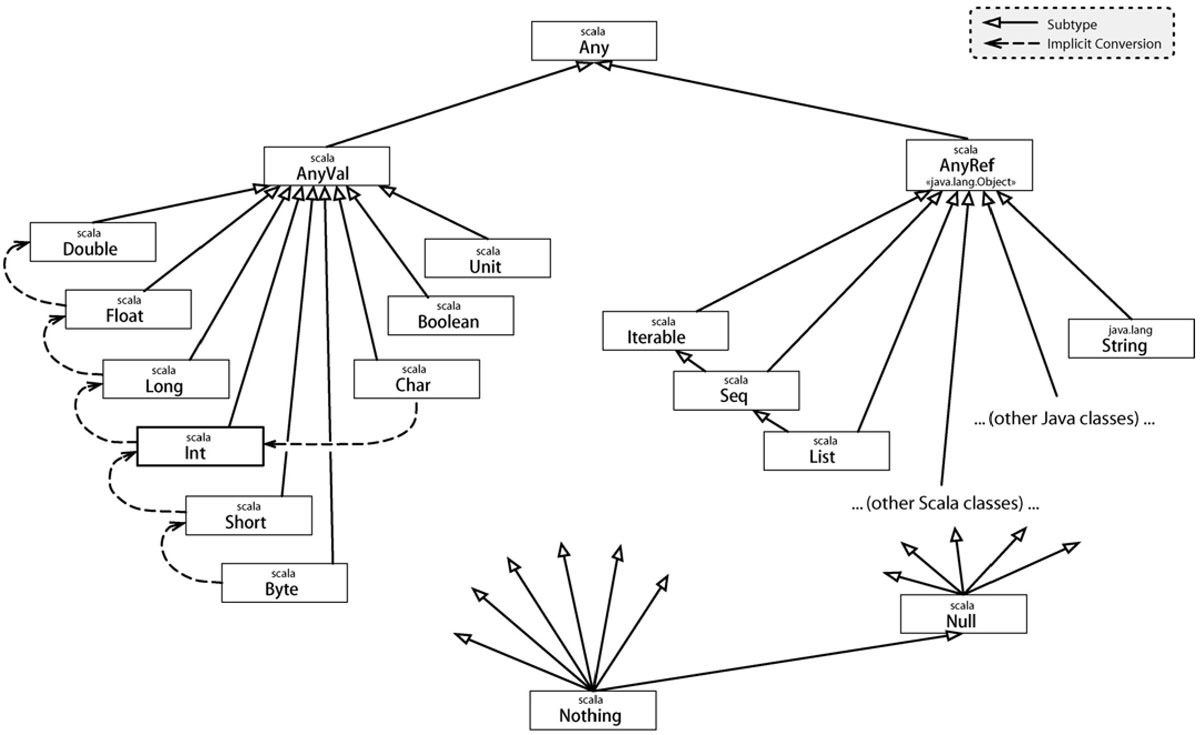 Subtype
Implicit Conversion
scala
Any
scala
AnyVal
scala
AnyRef
«java.lang.Object»
scala
Double
scala
Unit
scala
Float
scala
Boolean
scala
Iterable
java.lang
String
scala
Long
scala
Char
scala
Seq
... (other Java classes) ...
scala
Int
scala
List
scala
Short
... (other Scala classes) ...
scala
Byte
scala
Null
scala
Nothing